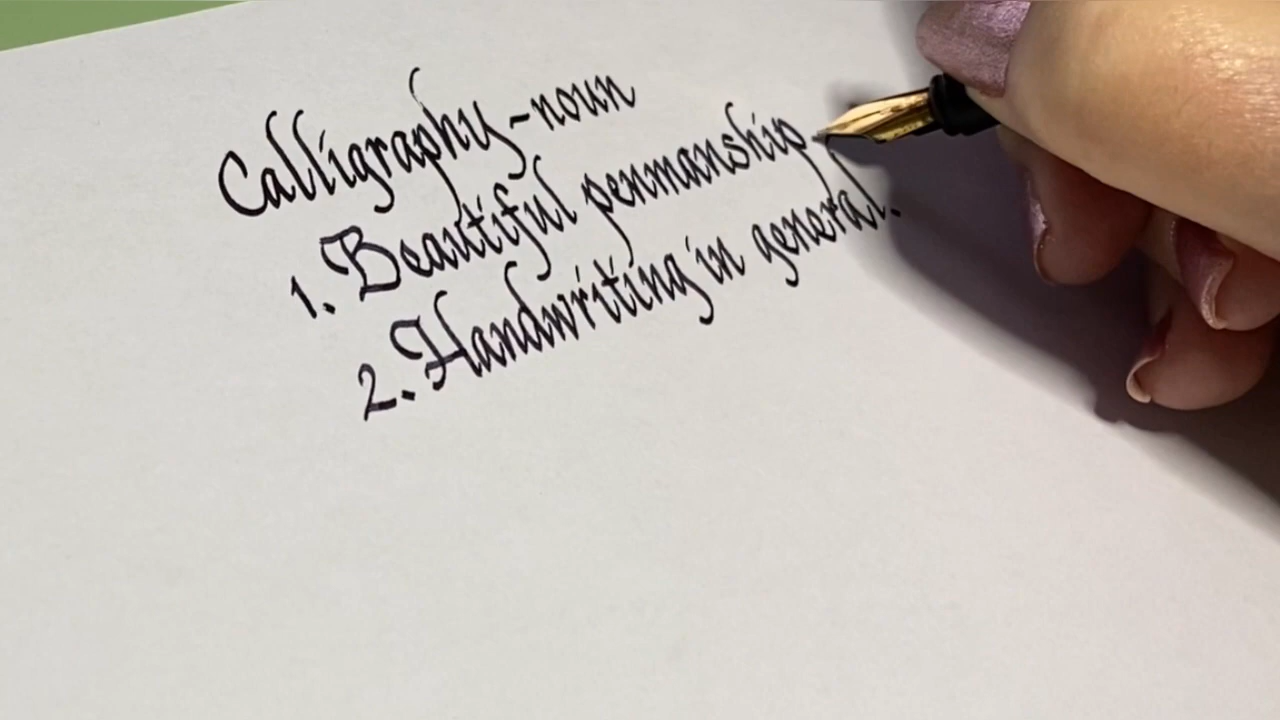 Calligraphy-noun
1. Beautiful penmanship.
2. Handwriting in general.